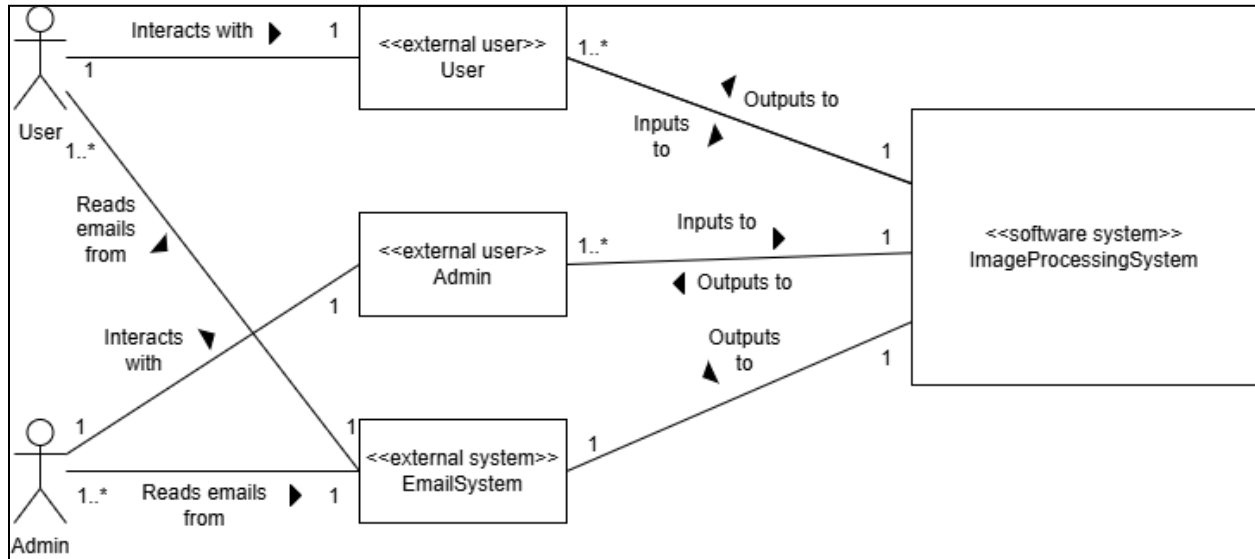 Interacts with
1
1
<<external user>>
User
1..*
Outputs to
Inputs
to
1
User
1..*
Reads
emails
from
<<external user>>
Admin
1..*
Inputs to
1
Outputs to
<<software system>>
ImageProcessingSystem
Interacts
with
1
1
Outputs
to
1
1
<<external system>>
EmailSystem
1
1..*
Reads emails
from
1
Admin